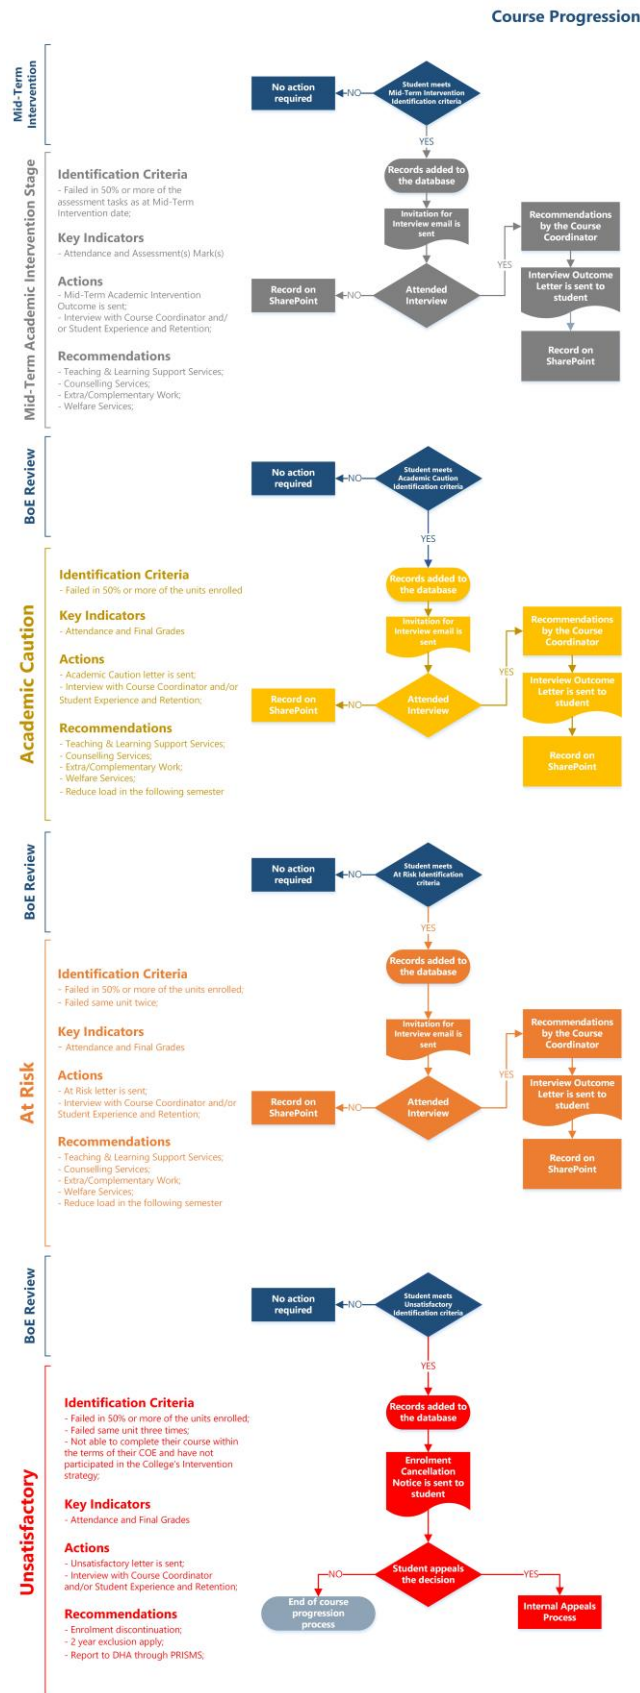 Course Progression
Mid-Term
Intervention
No action
required
NO
Student meets
Mid-Term Intervention
Identification criteria
YES
Mid-Term Academic Intervention Stage
Identification Criteria
- Failed in 50% or more of the
assessment tasks as at Mid-Term
Intervention date;
Key Indicators
- Attendance and Assessment(s) Mark(s)
Actions
- Mid-Term Academic Intervention
Outcome is sent;
- Interview with Course Coordinator and/
or Student Experience and Retention;
Recommendations
- Teaching & Learning Support Services;
- Counselling Services;
- Extra/Complementary Work;
- Welfare Services;
Records added to
the database
Invitation for
Interview email is
sent
Attended
Interview
NO
Record on
SharePoint
YES
Recommendations
by the Course
Coordinator
Interview Outcome
Letter is sent to
student
Record on
SharePoint
BoE Review
No action
required
NO
Student meets
Academic Caution
Identification criteria
YES
Academic Caution
Identification Criteria
- Failed in 50% or more of the units enrolled
Key Indicators
- Attendance and Final Grades
Actions
- Academic Caution letter is sent;
- Interview with Course Coordinator and/or
Student Experience and Retention;
Recommendations
- Teaching & Learning Support Services;
- Counselling Services;
- Extra/Complementary Work;
- Welfare Services;
- Reduce load in the following semester
Records added to
the database
Invitation for
Interview email is
sent
Attended
Interview
NO
Record on
SharePoint
YES
Recommendations
by the Course
Coordinator
Interview Outcome
Letter is sent to
student
Record on
SharePoint
BoE Review
No action
required
NO
Student meets
At Risk Identification
criteria
YES
At Risk
Identification Criteria
- Failed in 50% or more of the units enrolled;
- Failed same unit twice;
Key Indicators
- Attendance and Final Grades
Actions
- At Risk letter is sent;
- Interview with Course Coordinator and/or
Student Experience and Retention;
Recommendations
- Teaching & Learning Support Services;
- Counselling Services;
- Extra/Complementary Work;
- Welfare Services;
- Reduce load in the following semester
Records added to
the database
Invitation for
Interview email is
sent
Attended
Interview
NO
Record on
SharePoint
YES
Recommendations
by the Course
Coordinator
Interview Outcome
Letter is sent to
student
Record on
SharePoint
BoE Review
No action
required
NO
Student meets
Unsatisfactory
Identification criteria
YES
Unsatisfactory
Identification Criteria
- Failed in 50% or more of the units enrolled;
- Failed same unit three times;
- Not able to complete their course within
the terms of their COE and have not
participated in the College's Intervention
strategy;
Key Indicators
- Attendance and Final Grades
Actions
- Unsatisfactory letter is sent;
- Interview with Course Coordinator
and/or Student Experience and Retention;
Recommendations
- Enrolment discontinuation;
- 2 year exclusion apply;
- Report to DHA through PRISMS;
Records added to
the database
Enrolment
Cancellation
Notice is sent to
student
Student appeals
the decision
NO
End of course
progression
process
YES
Internal Appeals
Process